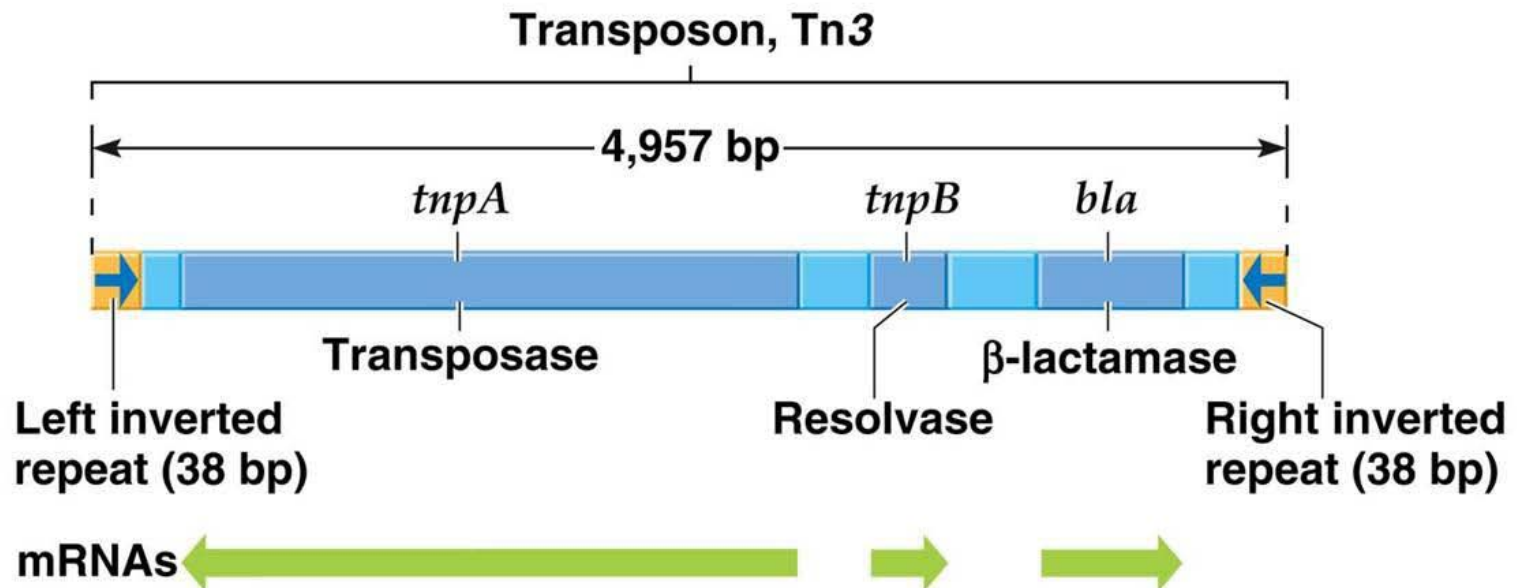 Transposon, Tn3
4,957 bp
tnpA
tnpB
bla
Transposase
β-lactamase
Resolvase
Left inverted
repeat (38 bp)
Right inverted
repeat (38 bp)
mRNAs